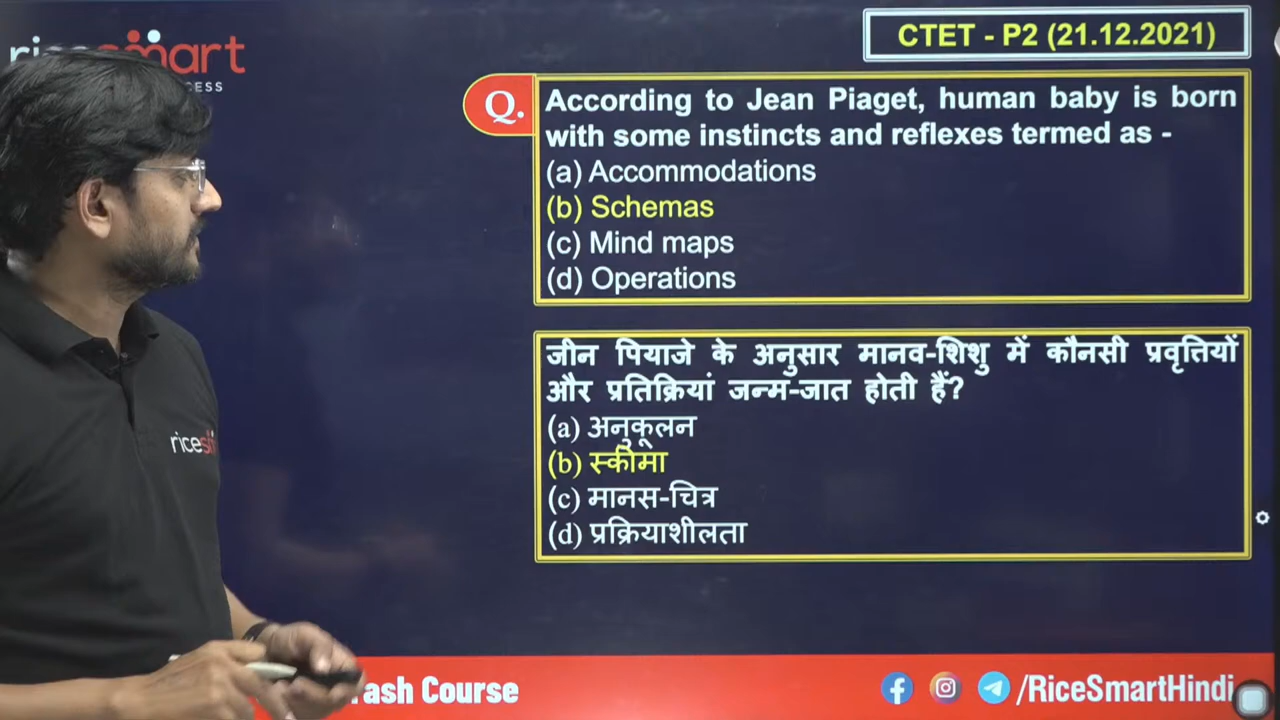 CTET - P2 (21.12.2021)
Q.
According to Jean Piaget, human baby is born
with some instincts and reflexes termed as -
(a) Accommodations
(b) Schemas
(c) Mind maps
(d) Operations
जीन पियाजे के अनुसार मानव-शिशु में कौनसी प्रवृत्तियों
और प्रतिक्रियां जन्म-जात होती हैं?
(a) अनुकूलन
(b) स्कीमा
(c) मानस-चित्र
(d) प्रक्रियाशीलता
Course
/RiceSmartHindi